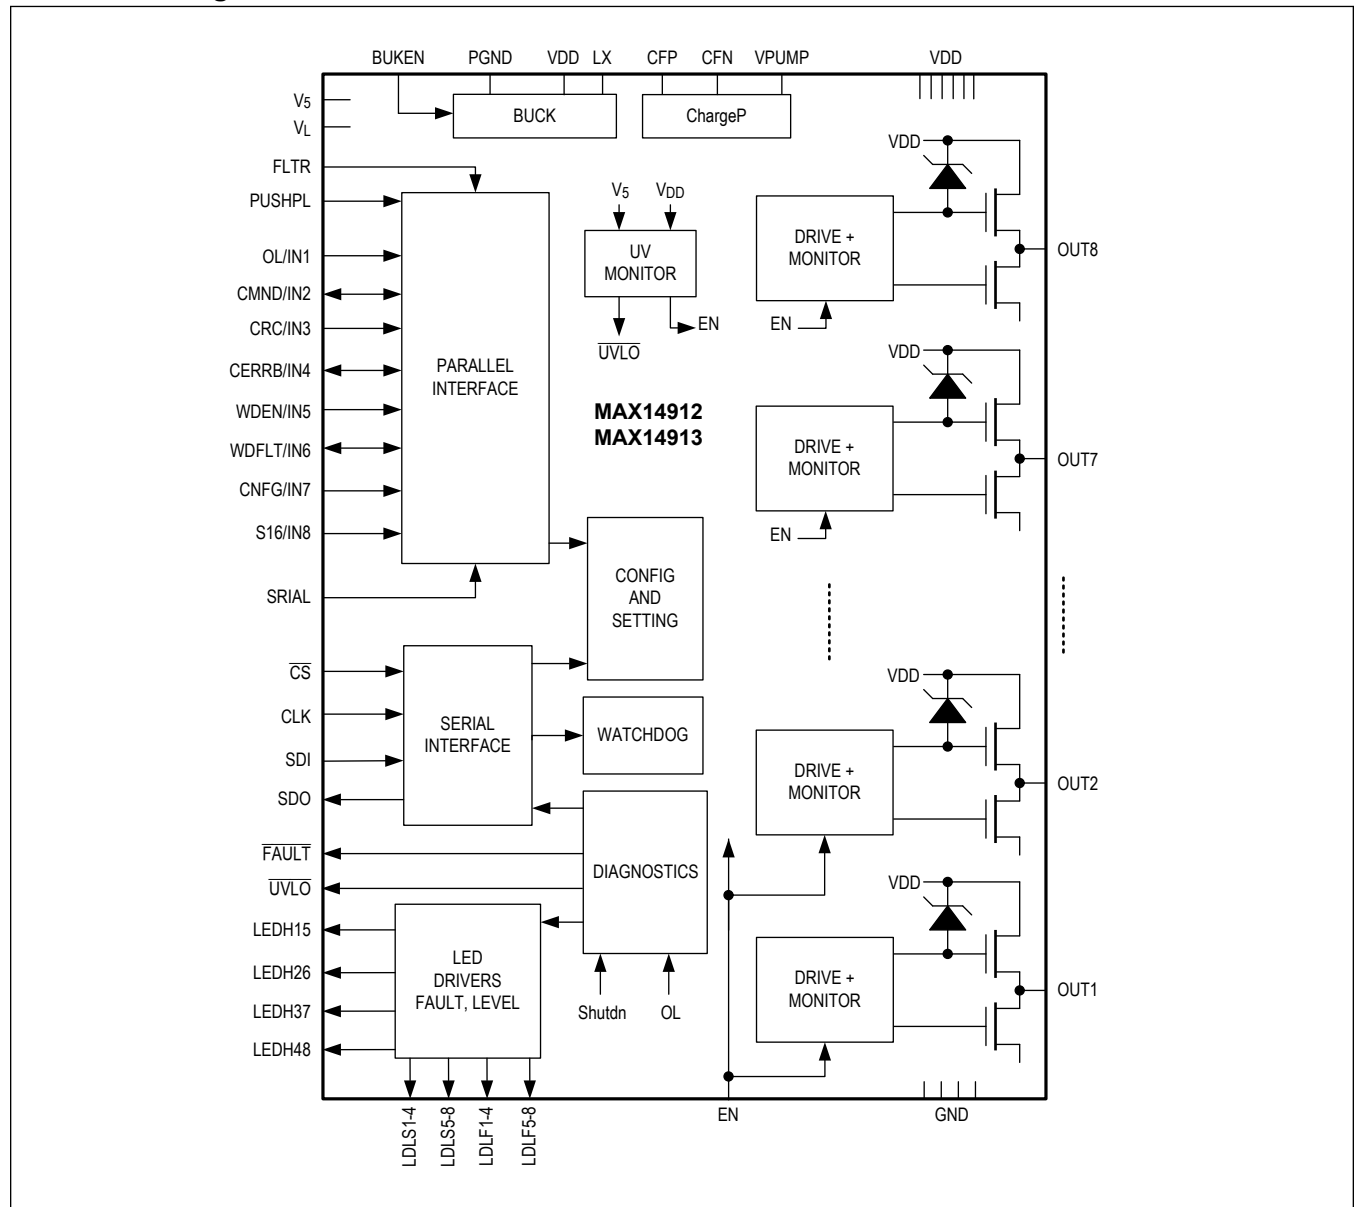 g
BUKEN PGND VDD LX CFP CFN VPUMP VDD
V5
VL
BUCK
ChargeP
FLTR
PUSHPL
OL/IN1
CMND/IN2
CRC/IN3
CERRB/IN4
WDEN/IN5
WDFLT/IN6
CNFG/IN7
S16/IN8
SRIAL
PARALLEL
INTERFACE
V5 VDD
UV
MONITOR
UVLO
EN
MAX14912
MAX14913
CONFIG
AND
SETTING
CS
CLK
SDI
SDO
SERIAL
INTERFACE
WATCHDOG
FAULT
UVLO
DIAGNOSTICS
Shutdn OL
LEDH15
LEDH26
LEDH37
LEDH48
LED
DRIVERS
FAULT, LEVEL
LDLS1-4
LDLS5-8
LDLF1-4
LDLF5-8
VDD
DRIVE +
MONITOR
EN
OUT8
VDD
DRIVE +
MONITOR
EN
OUT7
VDD
DRIVE +
MONITOR
OUT2
VDD
DRIVE +
MONITOR
OUT1
EN
GND